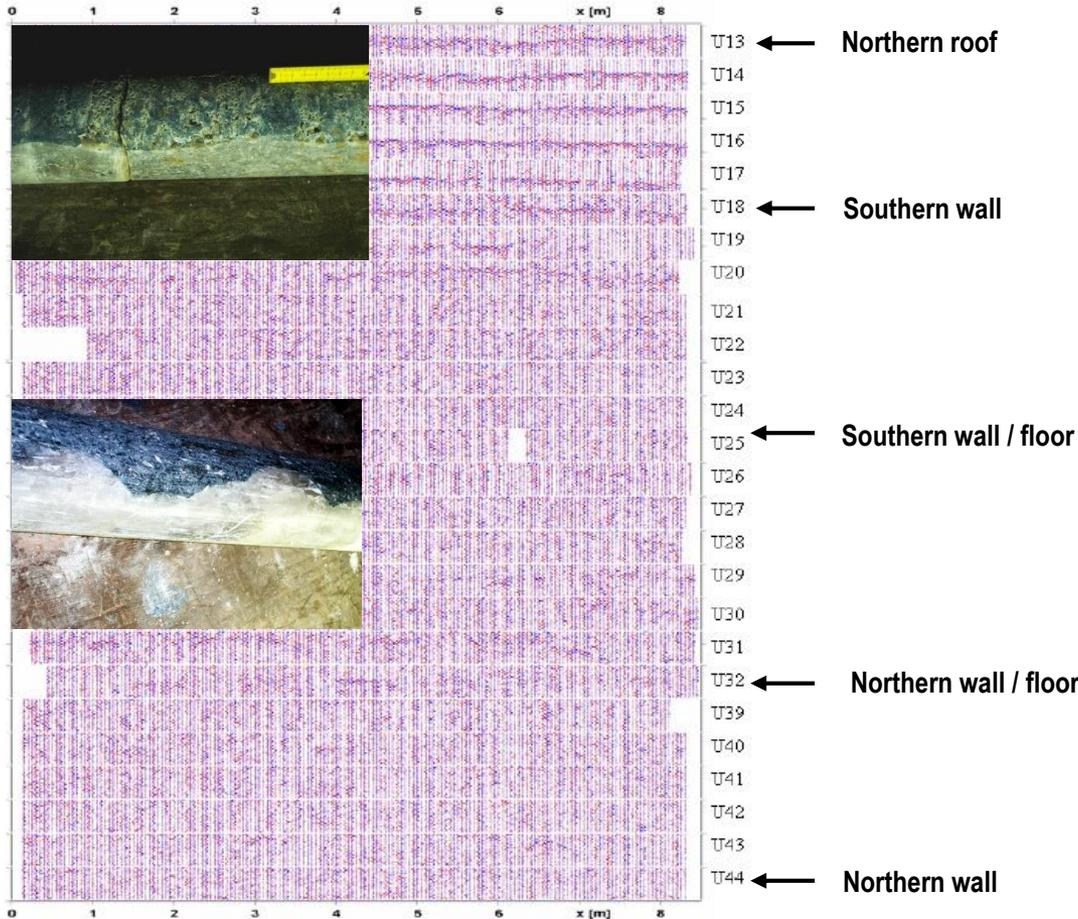 0 1 2 3 4 5 6 x [m] 8
U13 Northern roof
U14
U15
U16
U17
U18 Southern wall
U19
U20
U21
U22
U23
U24
U25 Southern wall / floor
U26
U27
U28
U29
U30
U31
U32 Northern wall / floor
U39
U40
U41
U42
U43
U44 Northern wall
0 1 2 3 4 5 6 x [m] 8